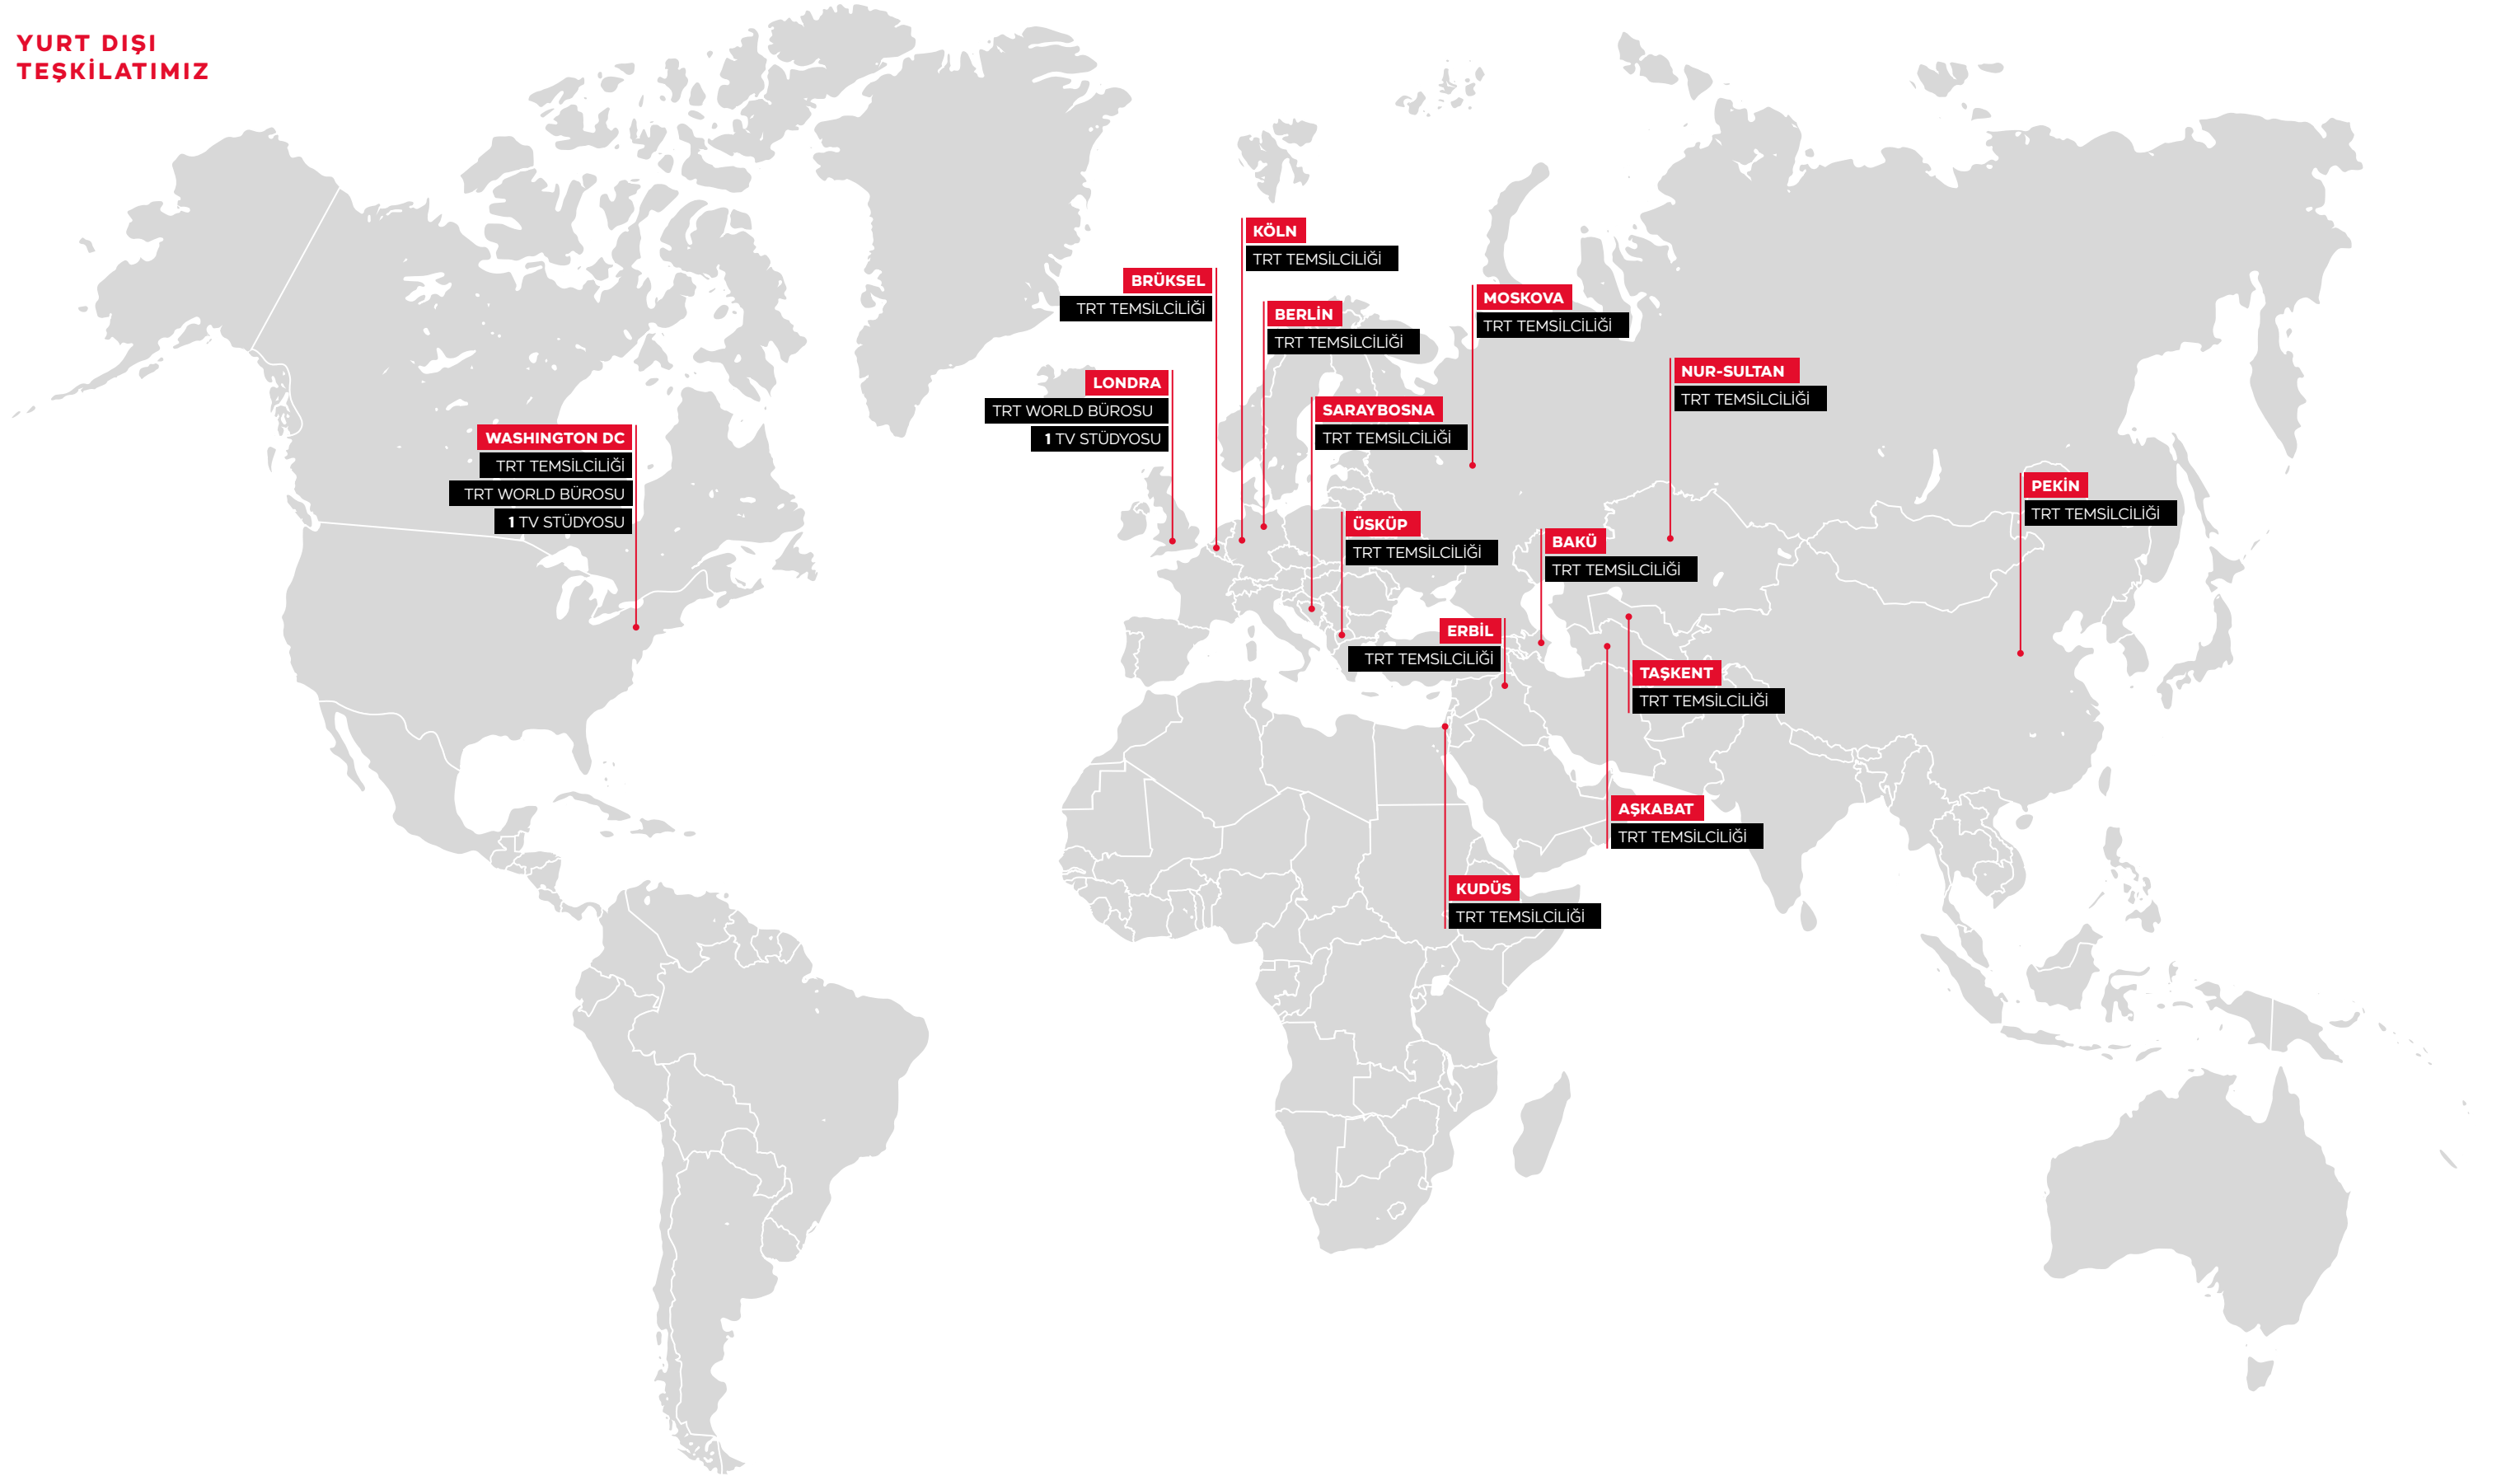 YURT DIŞI
TEŞKİLATIMIZ
KÖLN
TRT TEMSİLCİLİĞİ
BRÜKSEL
TRT TEMSİLCİLİĞİ
BERLİN
TRT TEMSİLCİLİĞİ
MOSKOVA
TRT TEMSİLCİLİĞİ
LONDRA
TRT WORLD BÜROSU
1 TV STÜDYOSU
NUR-SULTAN
TRT TEMSİLCİLİĞİ
SARAYBOSNA
TRT TEMSİLCİLİĞİ
WASHINGTON DC
TRT TEMSİLCİLİĞİ
TRT WORLD BÜROSU
1 TV STÜDYOSU
PEKİN
TRT TEMSİLCİLİĞİ
ÜSKÜP
TRT TEMSİLCİLİĞİ
BAKÜ
TRT TEMSİLCİLİĞİ
ERBİL
TRT TEMSİLCİLİĞİ
TAŞKENT
TRT TEMSİLCİLİĞİ
AŞKABAT
TRT TEMSİLCİLİĞİ
KUDÜS
TRT TEMSİLCİLİĞİ